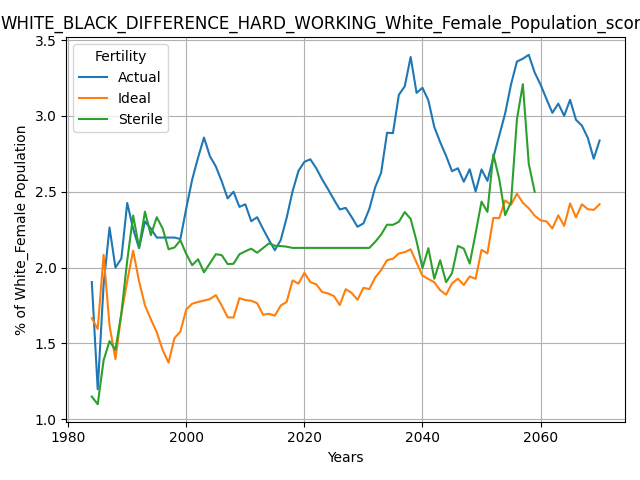 WHITE_BLACK_DIFFERENCE_HARD_WORKING_White_Female_Population_scor
Fertility
Actual
Ideal
Sterile
% of White_Female Population
3.5
3.0
2.5
2.0
1.5
1.0
1980
2000
2020
2040
2060
Years